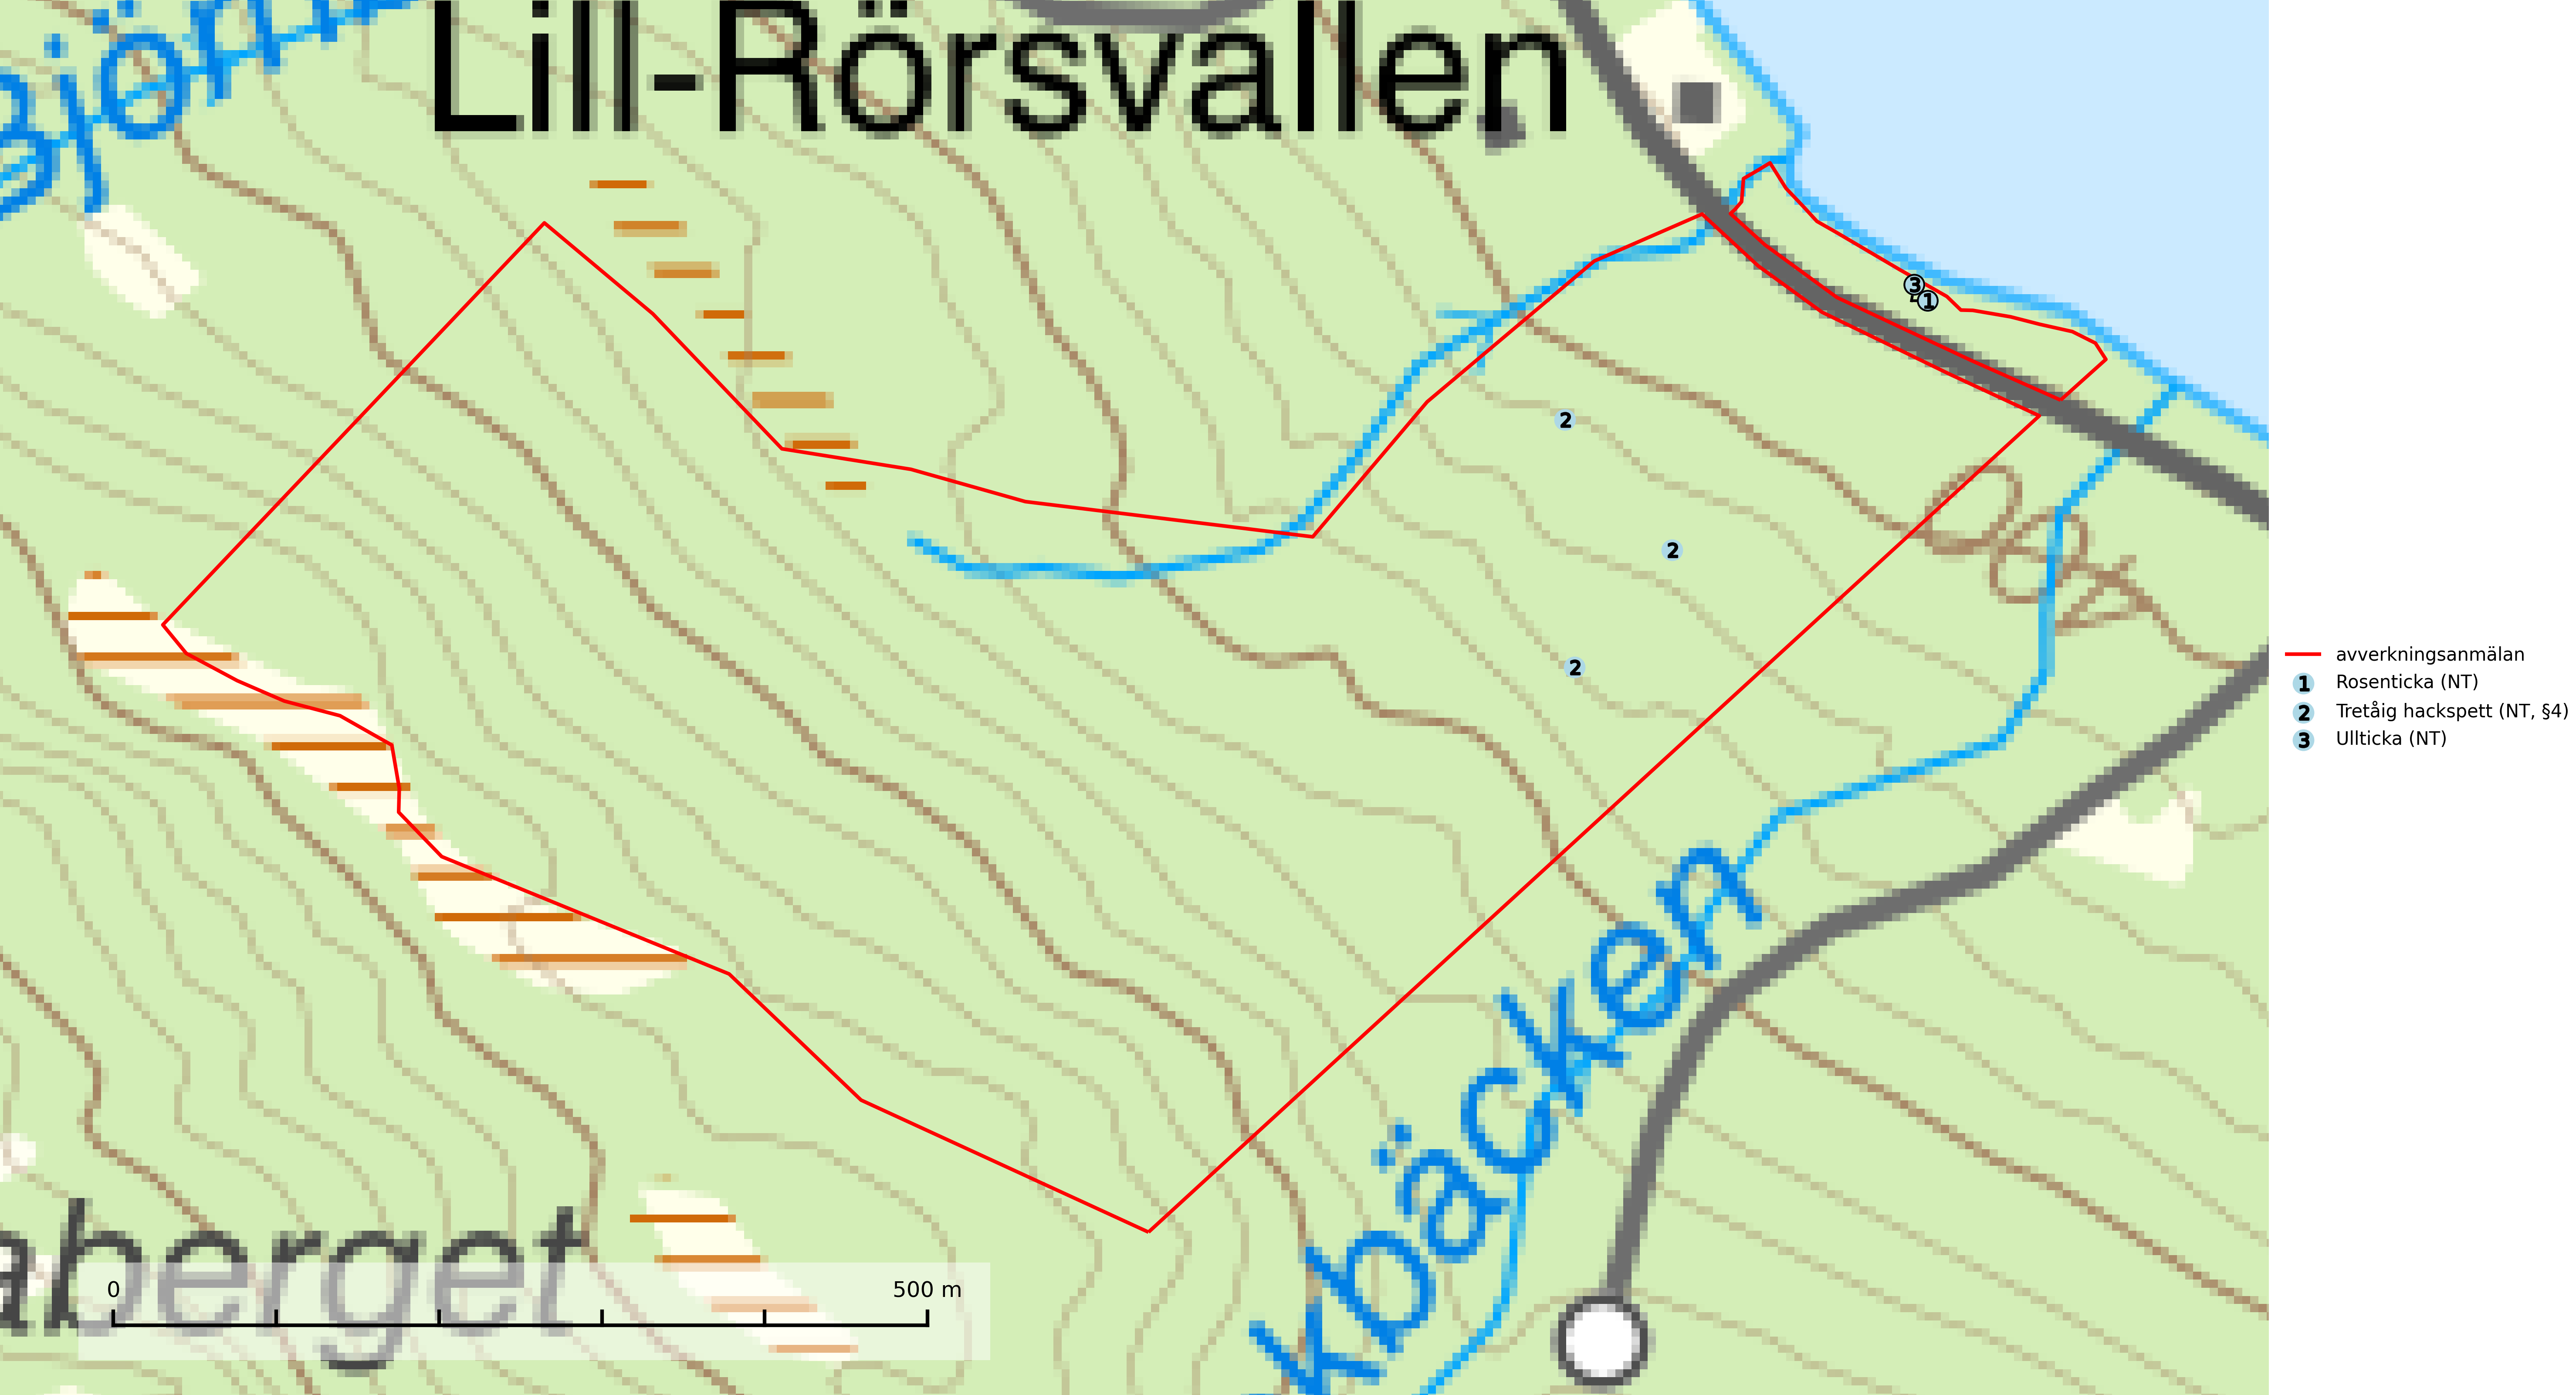 Lill-Rörsvallen
3
1
2
2
2
avverkningsanmälan
1 Rosenticka (NT)
2 Tretåig hackspett (NT, §4)
3 Ullticka (NT)
kbäcken
aberget
0 500 m